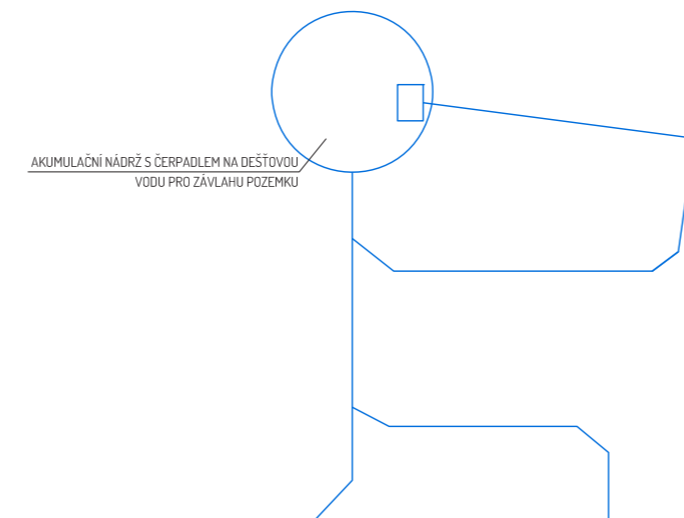 AKUMULAČNÍ NÁDRŽ S ČERPADLEM NA DEŠŤOVOU
VODU PRO ZÁVLAHU POZEMKU